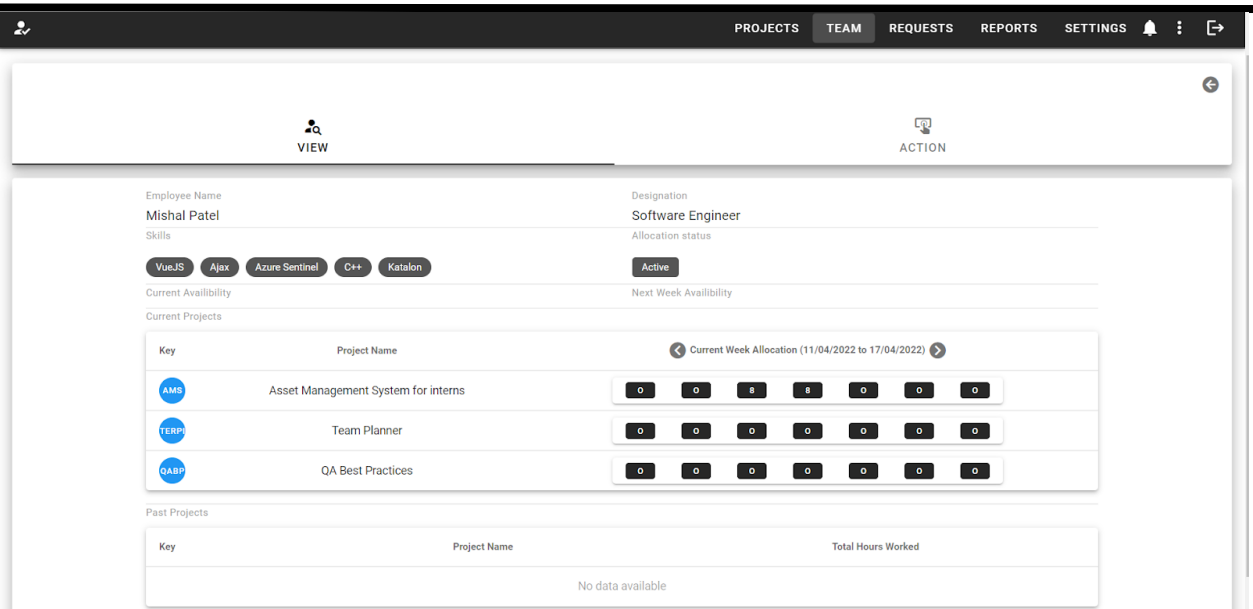 PROJECTS TEAM REQUESTS REPORTS SETTINGS
VIEW ACTION
Employee Name Designation
Mishal Patel Software Engineer
Skills Allocation status
VueJS Ajax Azure Sentinel C++ Katalon Active
Current Availibility Next Week Availibility
Current Projects
Key Project Name Current Week Allocation (11/04/2022 to 17/04/2022)
AMS Asset Management System for interns 0 0 8 8 0 0 0
TERPI Team Planner 0 0 0 0 0 0 0
QABP QA Best Practices 0 0 0 0 0 0 0
Past Projects
Key Project Name Total Hours Worked
No data available